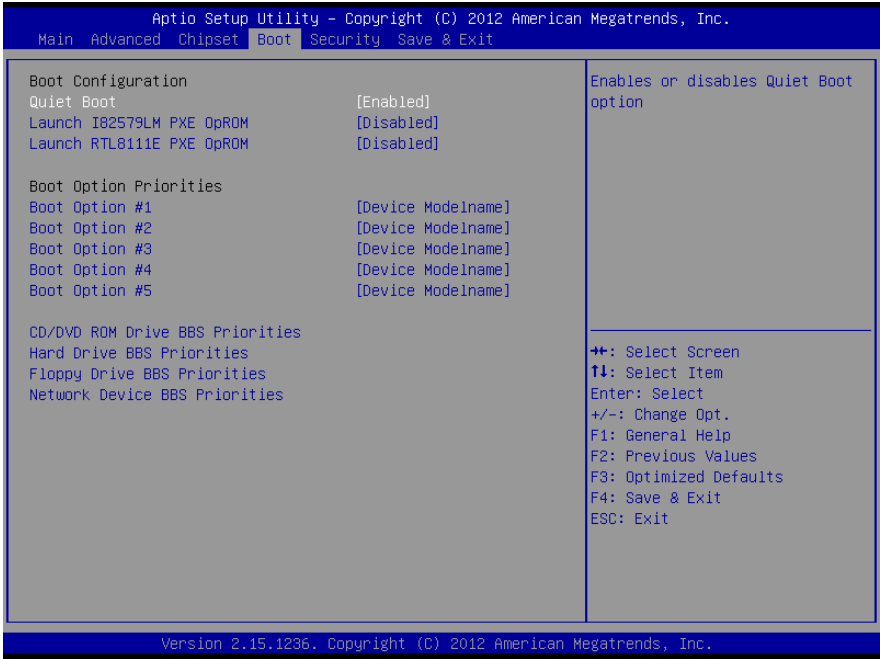 Aptio Setup Utility – Copyright (C) 2012 American Megatrends, Inc.
Main Advanced Chipset Boot Security Save & Exit
Boot Configuration
Quiet Boot [Enabled]
Launch I82579LM PXE OpROM [Disabled]
Launch RTL8111E PXE OpROM [Disabled]
Boot Option Priorities
Boot Option #1 [Device Modelname]
Boot Option #2 [Device Modelname]
Boot Option #3 [Device Modelname]
Boot Option #4 [Device Modelname]
Boot Option #5 [Device Modelname]
CD/DVD ROM Drive BBS Priorities
Hard Drive BBS Priorities
Floppy Drive BBS Priorities
Network Device BBS Priorities
Enables or disables Quiet Boot
option
→←: Select Screen
↑↓: Select Item
Enter: Select
+/-: Change Opt.
F1: General Help
F2: Previous Values
F3: Optimized Defaults
F4: Save & Exit
ESC: Exit
Version 2.15.1236. Copyright (C) 2012 American Megatrends, Inc.